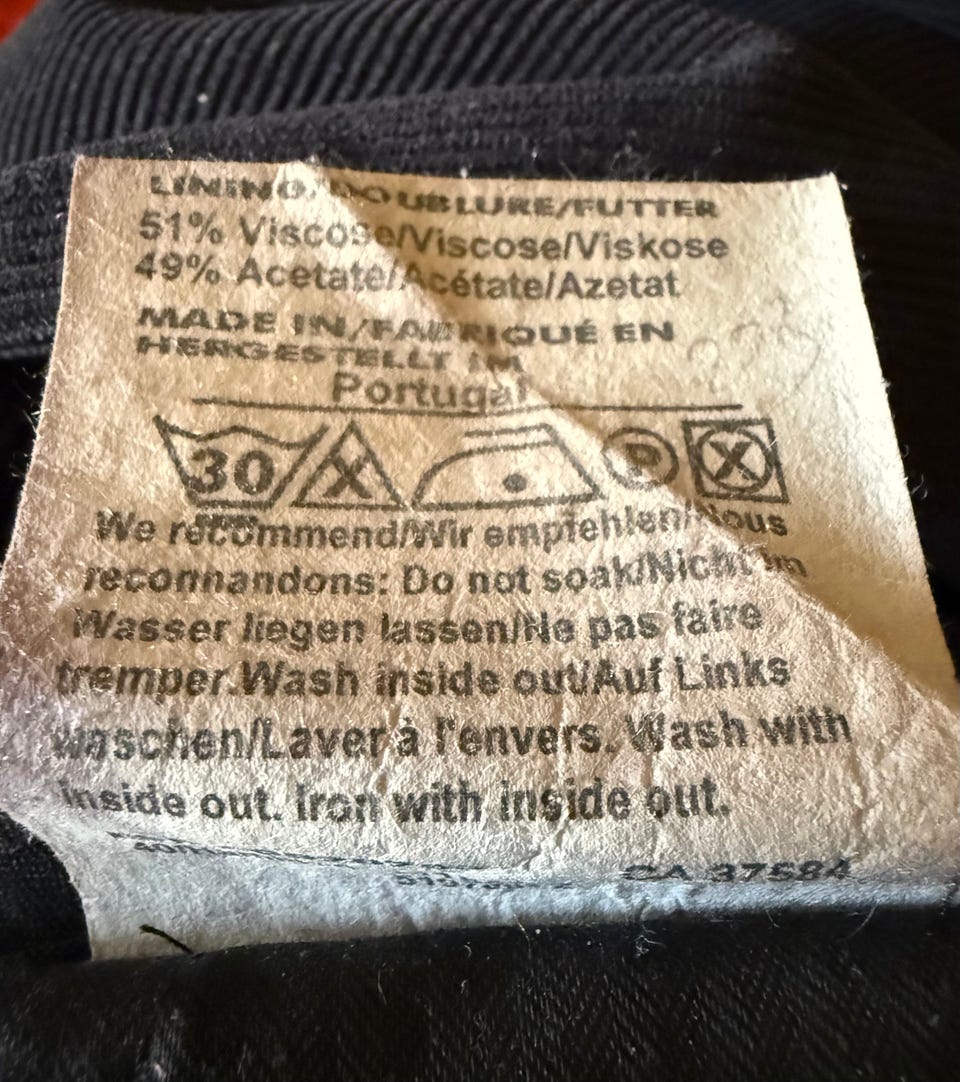 LINING/DOUBLURE/FUTTER
51% Viscose/Viscose/Viskose
49% Acetate/Acétate/Azetat
MADE IN/FABRIQUÉ EN
HERGESTELLT IM
Portugal
30 P
We recommend/Wir empfehlen/Nous
recomandons: Do not soak/Nicht im
Wasser liegen lassen/Ne pas faire
tremper.Wash inside out/Auf Links
waschen/Laver à l'envers. Wash with
inside out. Iron with inside out.
CA 37584